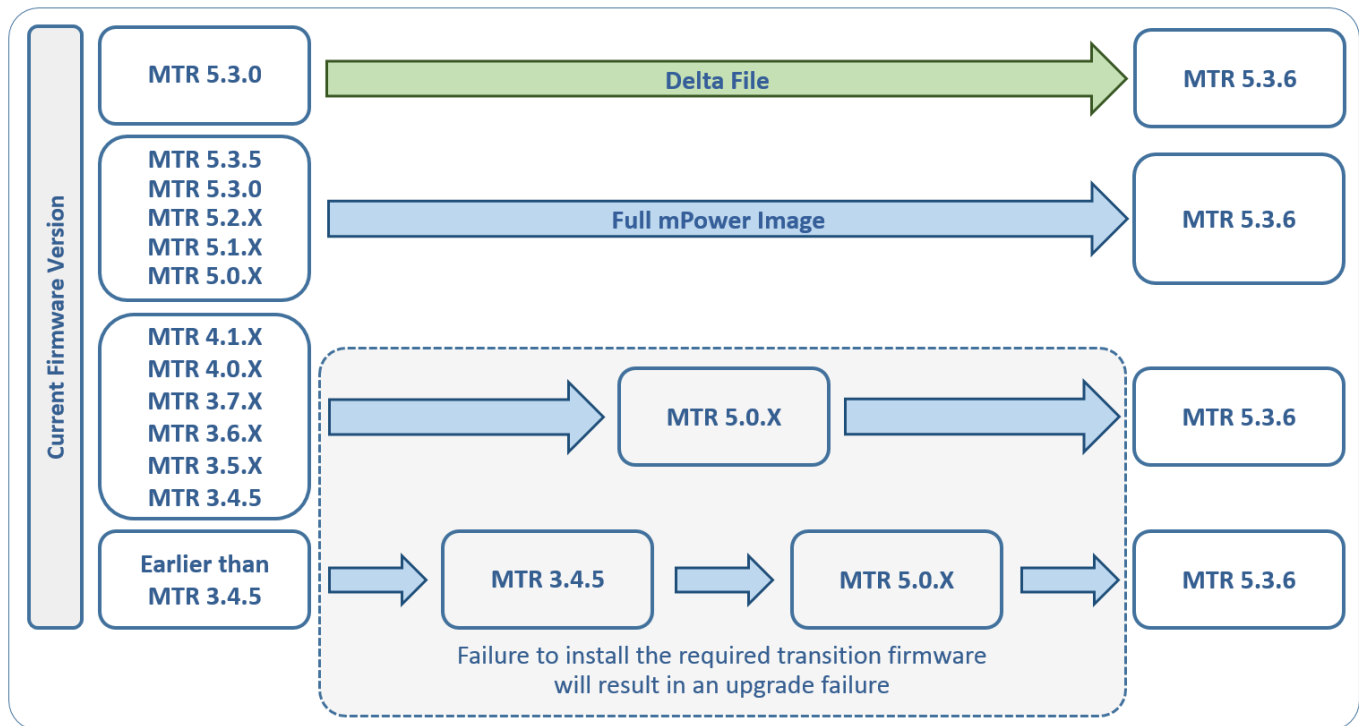 Current Firmware Version
MTR 5.3.0
Delta File
MTR 5.3.6
MTR 5.3.5
MTR 5.3.0
MTR 5.2.X
MTR 5.1.X
MTR 5.0.X
Full mPower Image
MTR 5.3.6
MTR 4.1.X
MTR 4.0.X
MTR 3.7.X
MTR 3.6.X
MTR 3.5.X
MTR 3.4.5
MTR 5.0.X
MTR 5.3.6
Earlier than
MTR 3.4.5
MTR 3.4.5
MTR 5.0.X
MTR 5.3.6
Failure to install the required transition firmware
will result in an upgrade failure